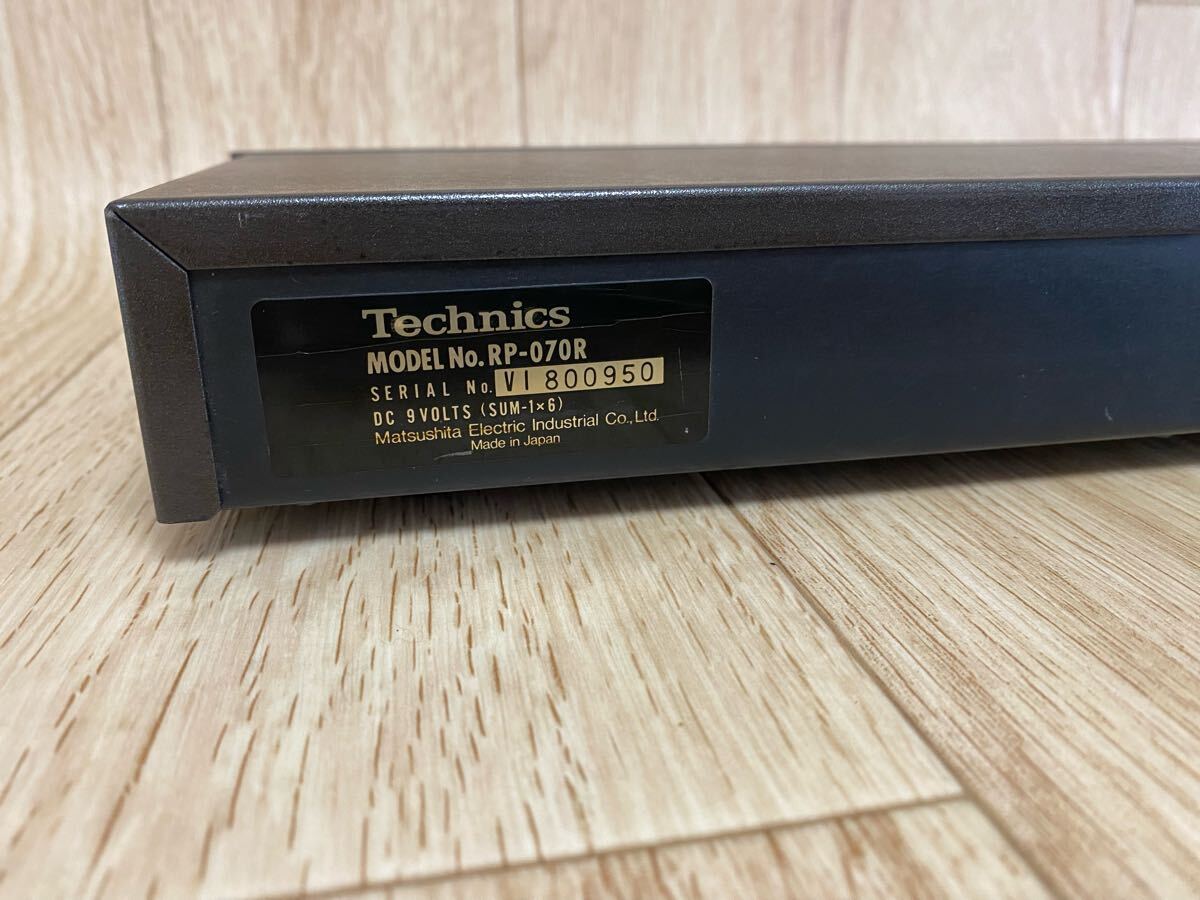 Technics
MODEL No. RP-070R
SERIAL No. VI 800950
DC 9VOLTS (SUM-1×6)
Matsushita Electric Industrial Co., Ltd.
Made in Japan